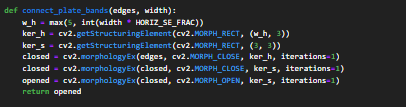 def connect_plate_bands(edges, width):
    w_h = max(5, int(width * HORIZ_SE_FRAC))
    ker_h = cv2.getStructuringElement(cv2.MORPH_RECT, (w_h, 3))
    ker_s = cv2.getStructuringElement(cv2.MORPH_RECT, (3, 3))
    closed = cv2.morphologyEx(edges, cv2.MORPH_CLOSE, ker_h, iterations=1)
    closed = cv2.morphologyEx(closed, cv2.MORPH_CLOSE, ker_s, iterations=1)
    opened = cv2.morphologyEx(closed, cv2.MORPH_OPEN, ker_s, iterations=1)
    return opened